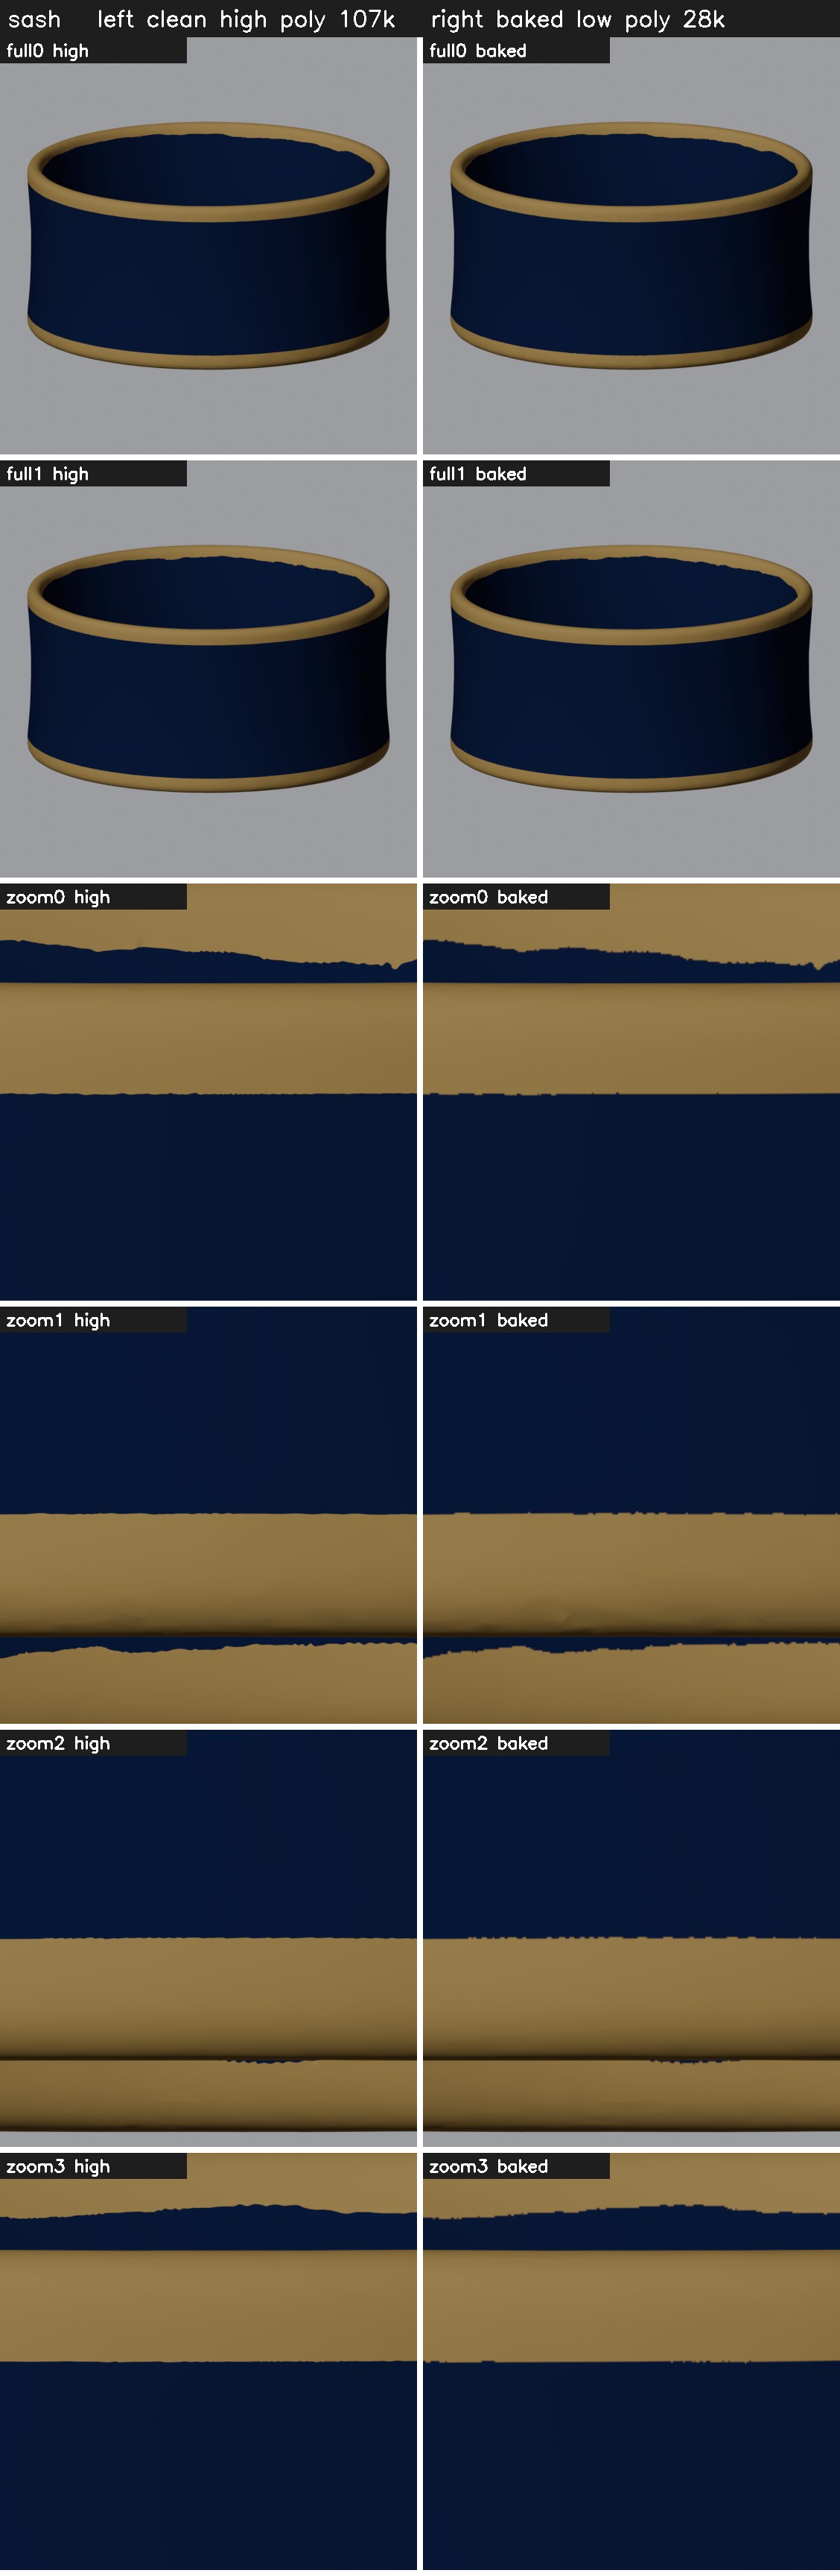 sash left clean high poly 107k right baked low poly 28k
full0 high full0 baked
full1 high full1 baked
zoom0 high zoom0 baked
zoom1 high zoom1 baked
zoom2 high zoom2 baked
zoom3 high zoom3 baked